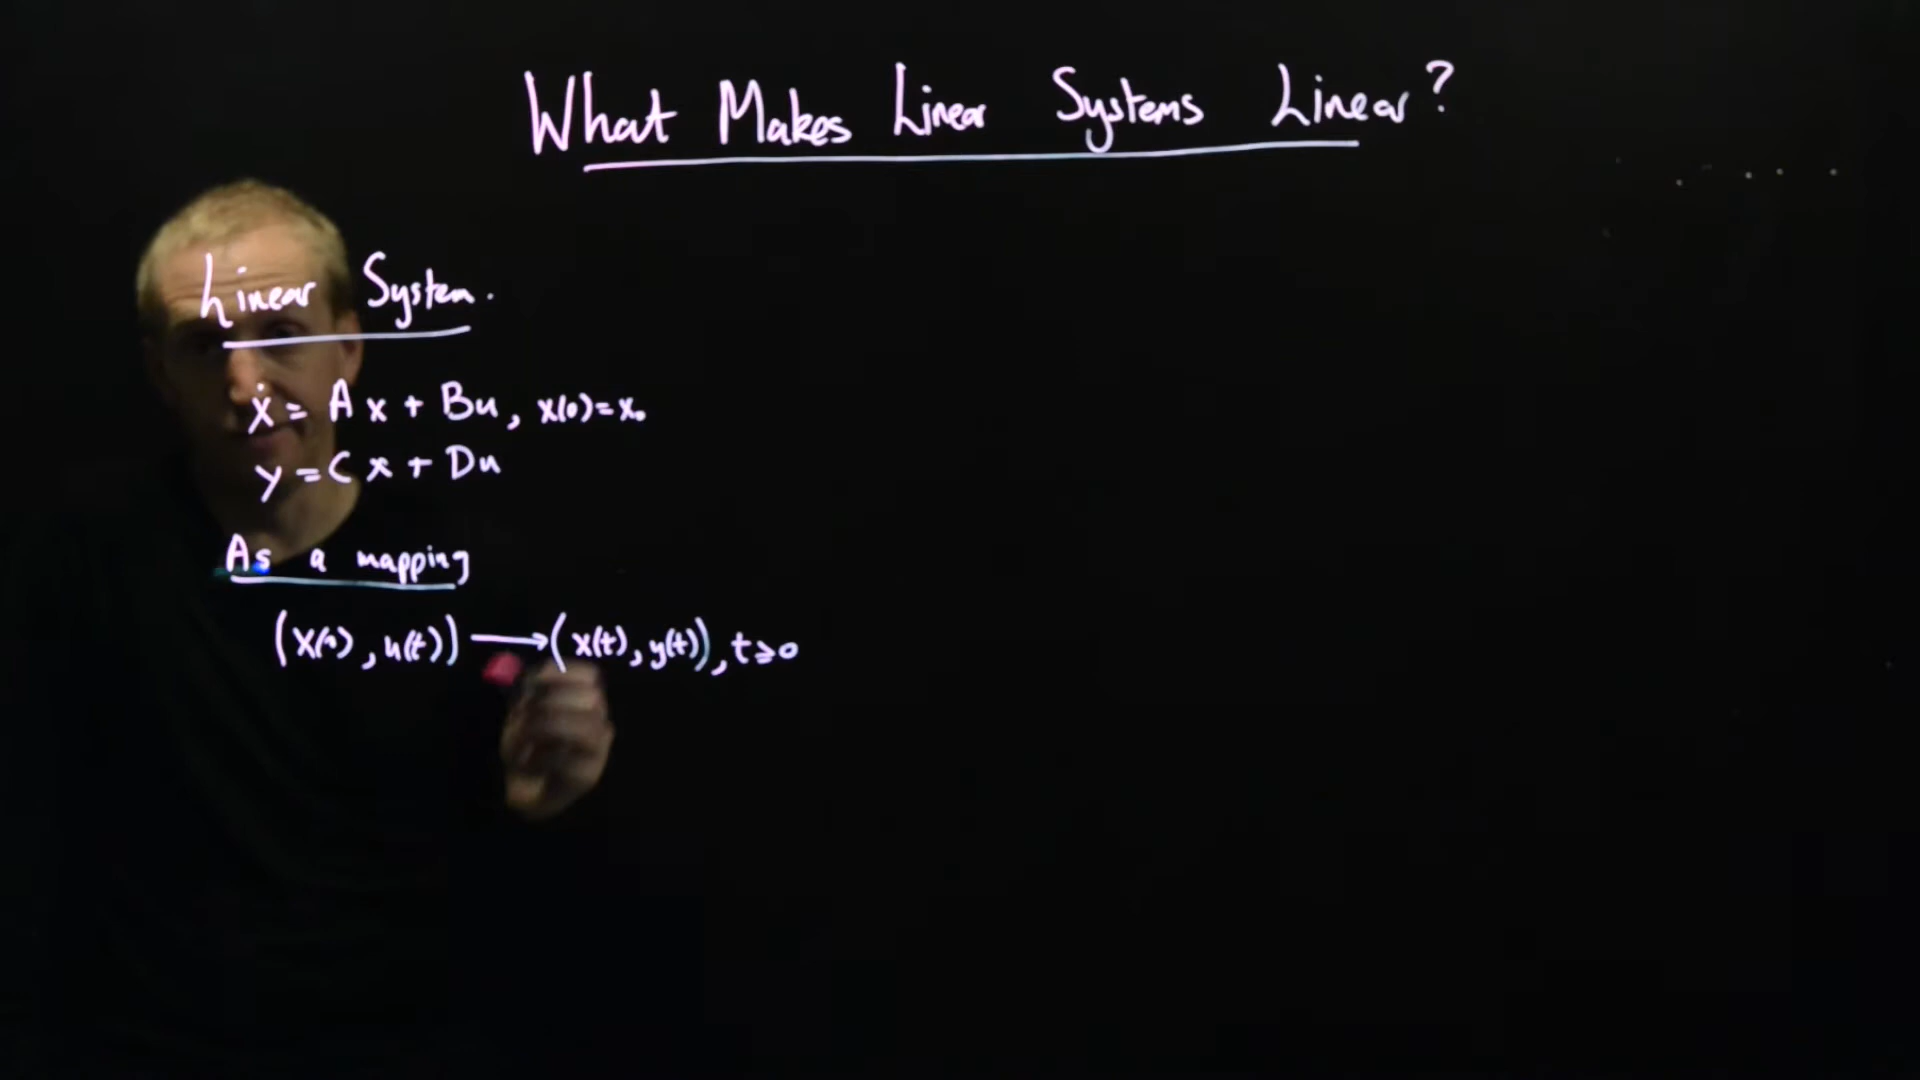 What Makes Linear Systems Linear?
Linear System.
ẋ = Ax + Bu, x(0)=x₀
y = Cx + Du
As a mapping
(x(0), u(t)) ⟶ (x(t), y(t)), t ≥ 0